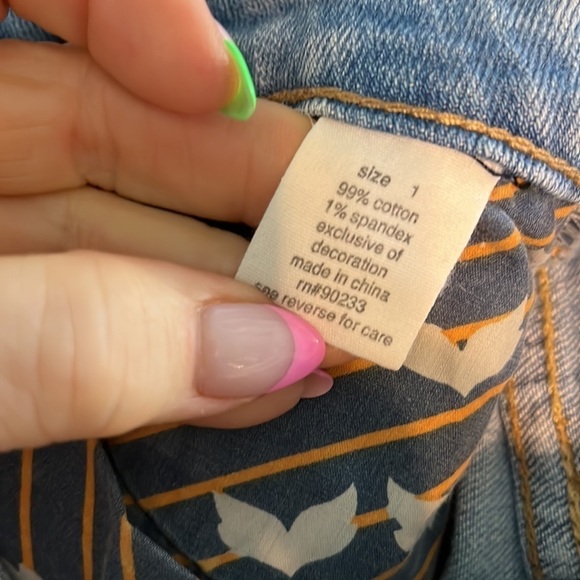 size 1
99% cotton
1% spandex
exclusive of
decoration
made in china
rn#90233
see reverse for care